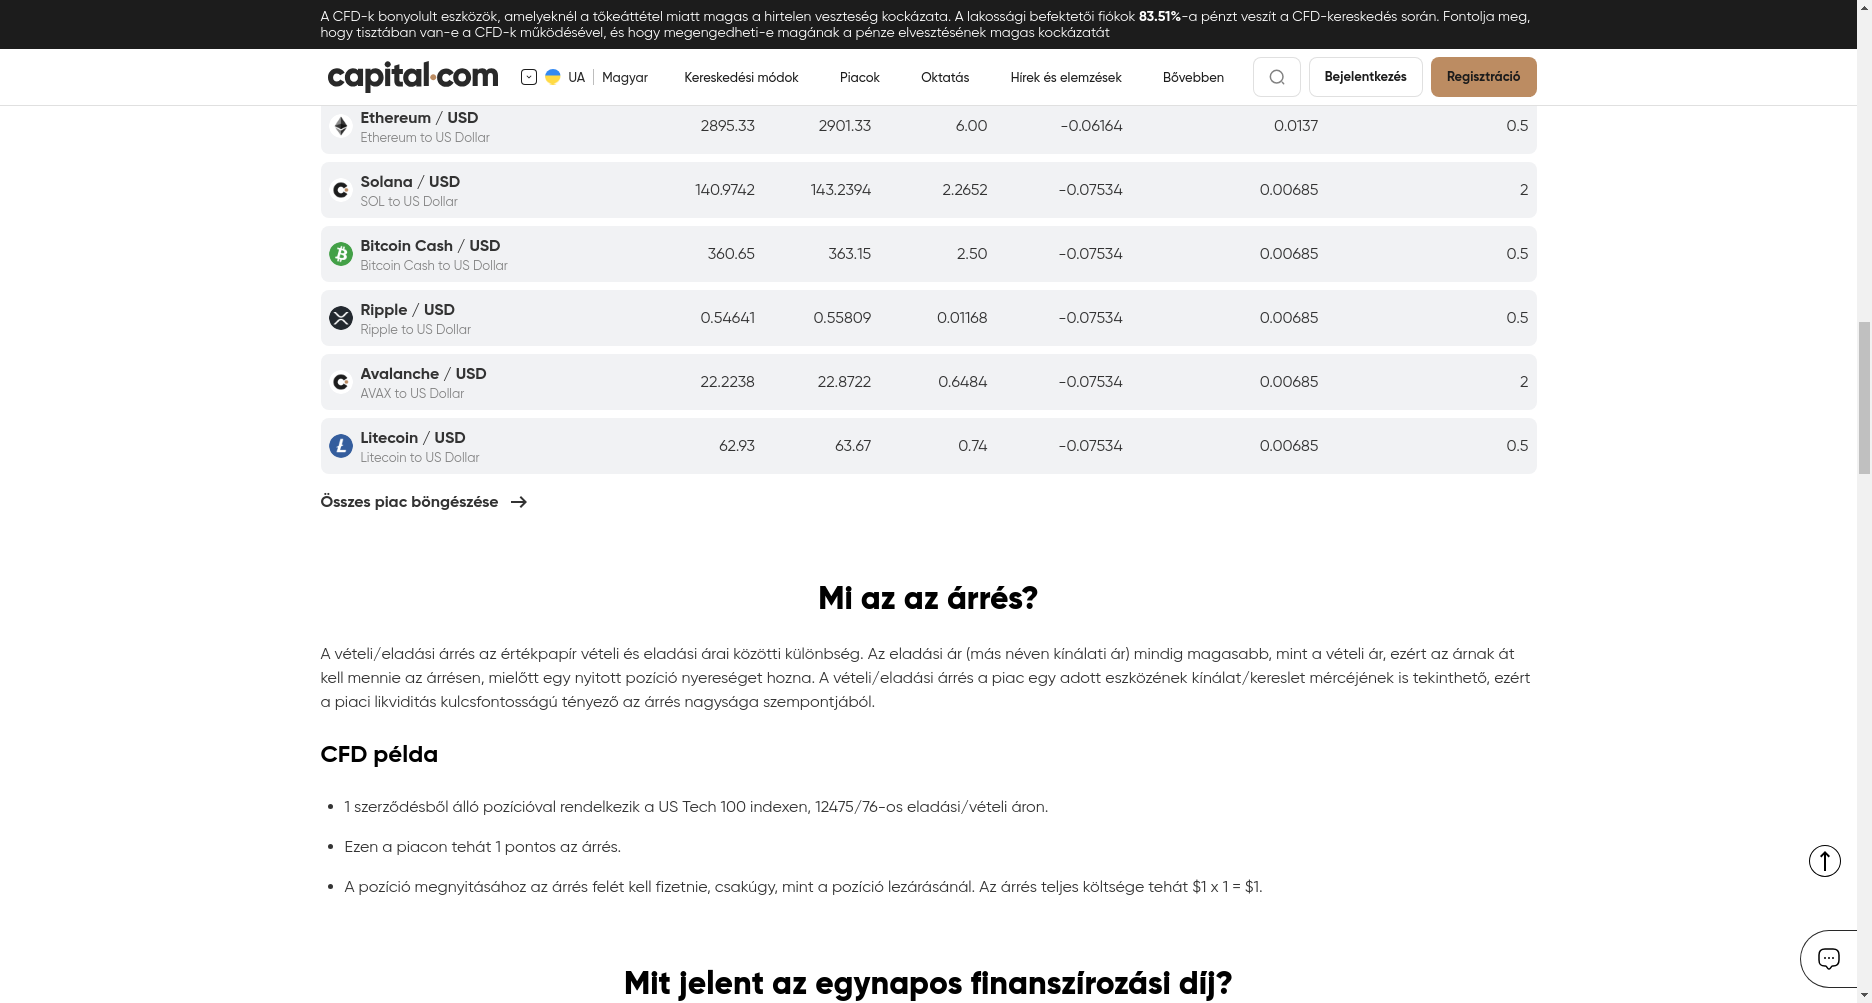 A CFD-k bonyolult eszközök, amelyeknél a tőkeáttétel miatt magas a hirtelen veszteség kockázata. A lakossági befektetői fiókok 83.51%-a pénzt veszít a CFD-kereskedés során. Fontolja meg,
hogy tisztában van-e a CFD-k működésével, és hogy megengedheti-e magának a pénze elvesztésének magas kockázatát
capital.com UA Magyar Kereskedési módok Piacok Oktatás Hírek és elemzések Bővebben Bejelentkezés Regisztráció
Ethereum / USD 2895.33 2901.33 6.00 -0.06164 0.0137 0.5
Ethereum to US Dollar
Solana / USD 140.9742 143.2394 2.2652 -0.07534 0.00685 2
SOL to US Dollar
Bitcoin Cash / USD 360.65 363.15 2.50 -0.07534 0.00685 0.5
Bitcoin Cash to US Dollar
Ripple / USD 0.54641 0.55809 0.01168 -0.07534 0.00685 0.5
Ripple to US Dollar
Avalanche / USD 22.2238 22.8722 0.6484 -0.07534 0.00685 2
AVAX to US Dollar
Litecoin / USD 62.93 63.67 0.74 -0.07534 0.00685 0.5
Litecoin to US Dollar
Összes piac böngészése
Mi az az árrés?
A vételi/eladási árrés az értékpapír vételi és eladási árai közötti különbség. Az eladási ár (más néven kínálati ár) mindig magasabb, mint a vételi ár, ezért az árnak át
kell mennie az árrésen, mielőtt egy nyitott pozíció nyereséget hozna. A vételi/eladási árrés a piac egy adott eszközének kínálat/kereslet mércéjének is tekinthető, ezért
a piaci likviditás kulcsfontosságú tényező az árrés nagysága szempontjából.
CFD példa
• 1 szerződésből álló pozícióval rendelkezik a US Tech 100 indexen, 12475/76-os eladási/vételi áron.
• Ezen a piacon tehát 1 pontos az árrés.
• A pozíció megnyitásához az árrés felét kell fizetnie, csakúgy, mint a pozíció lezárásánál. Az árrés teljes költsége tehát $1 x 1 = $1.
Mit jelent az egynapos finanszírozási díj?